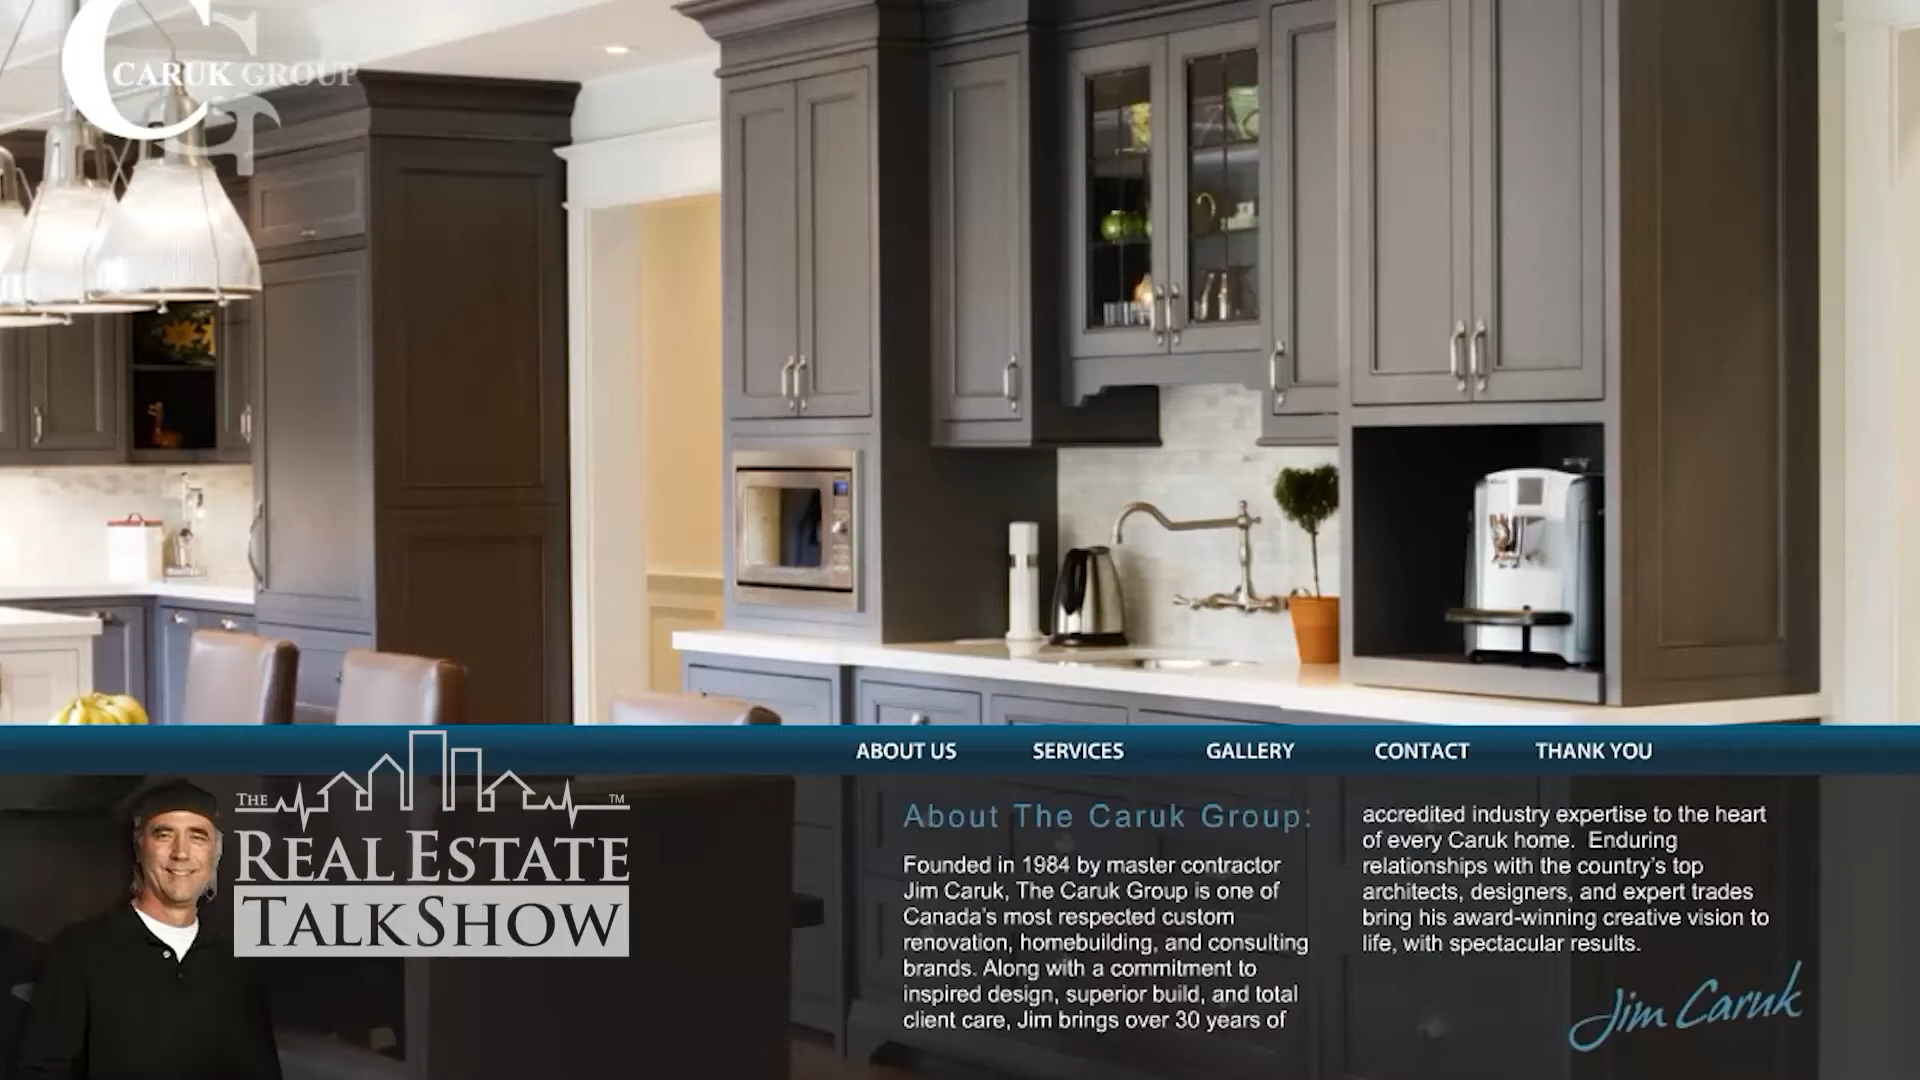 CARUK GROUP
ABOUT US SERVICES GALLERY CONTACT THANK YOU
THE TM
REAL ESTATE
TALKSHOW
About The Caruk Group:
Founded in 1984 by master contractor
Jim Caruk, The Caruk Group is one of
Canada's most respected custom
renovation, homebuilding, and consulting
brands. Along with a commitment to
inspired design, superior build, and total
client care, Jim brings over 30 years of
accredited industry expertise to the heart
of every Caruk home. Enduring
relationships with the country's top
architects, designers, and expert trades
bring his award-winning creative vision to
life, with spectacular results.
Jim Caruk